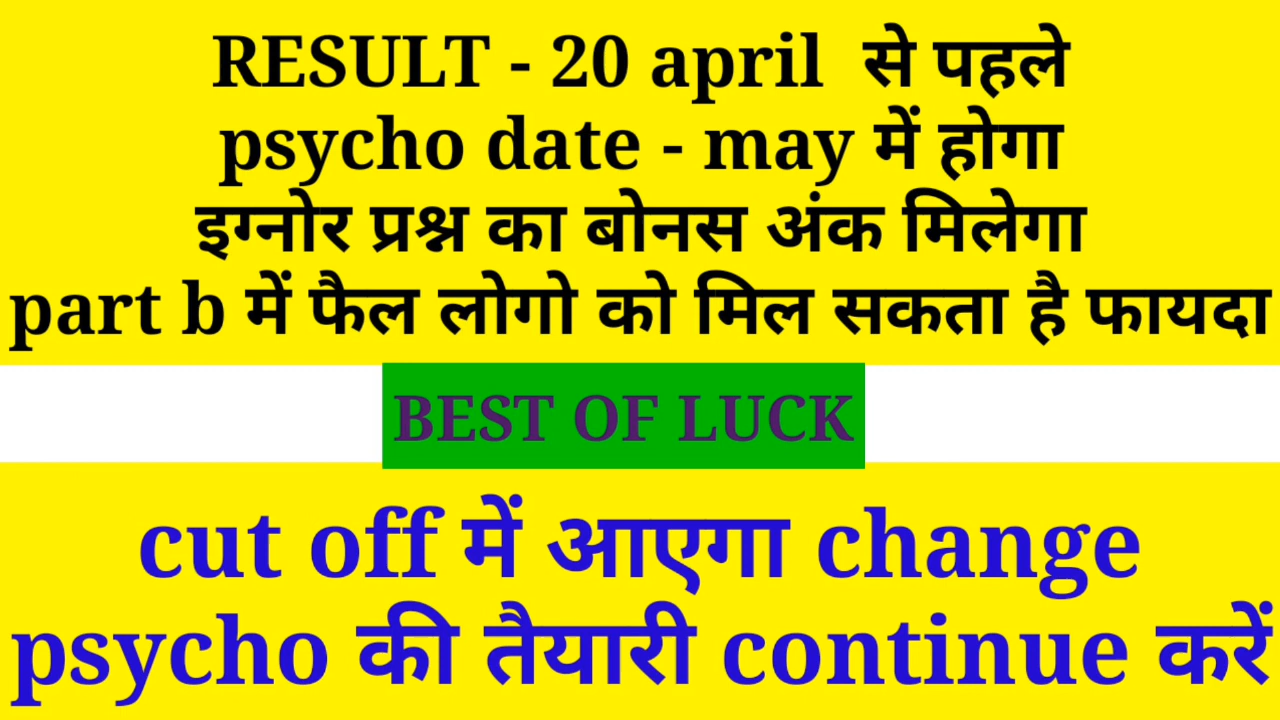 RESULT - 20 april से पहले
psycho date - may में होगा
इग्नोर प्रश्न का बोनस अंक मिलेगा
part b में फैल लोगो को मिल सकता है फायदा
BEST OF LUCK
cut off में आएगा change
psycho की तैयारी continue करें